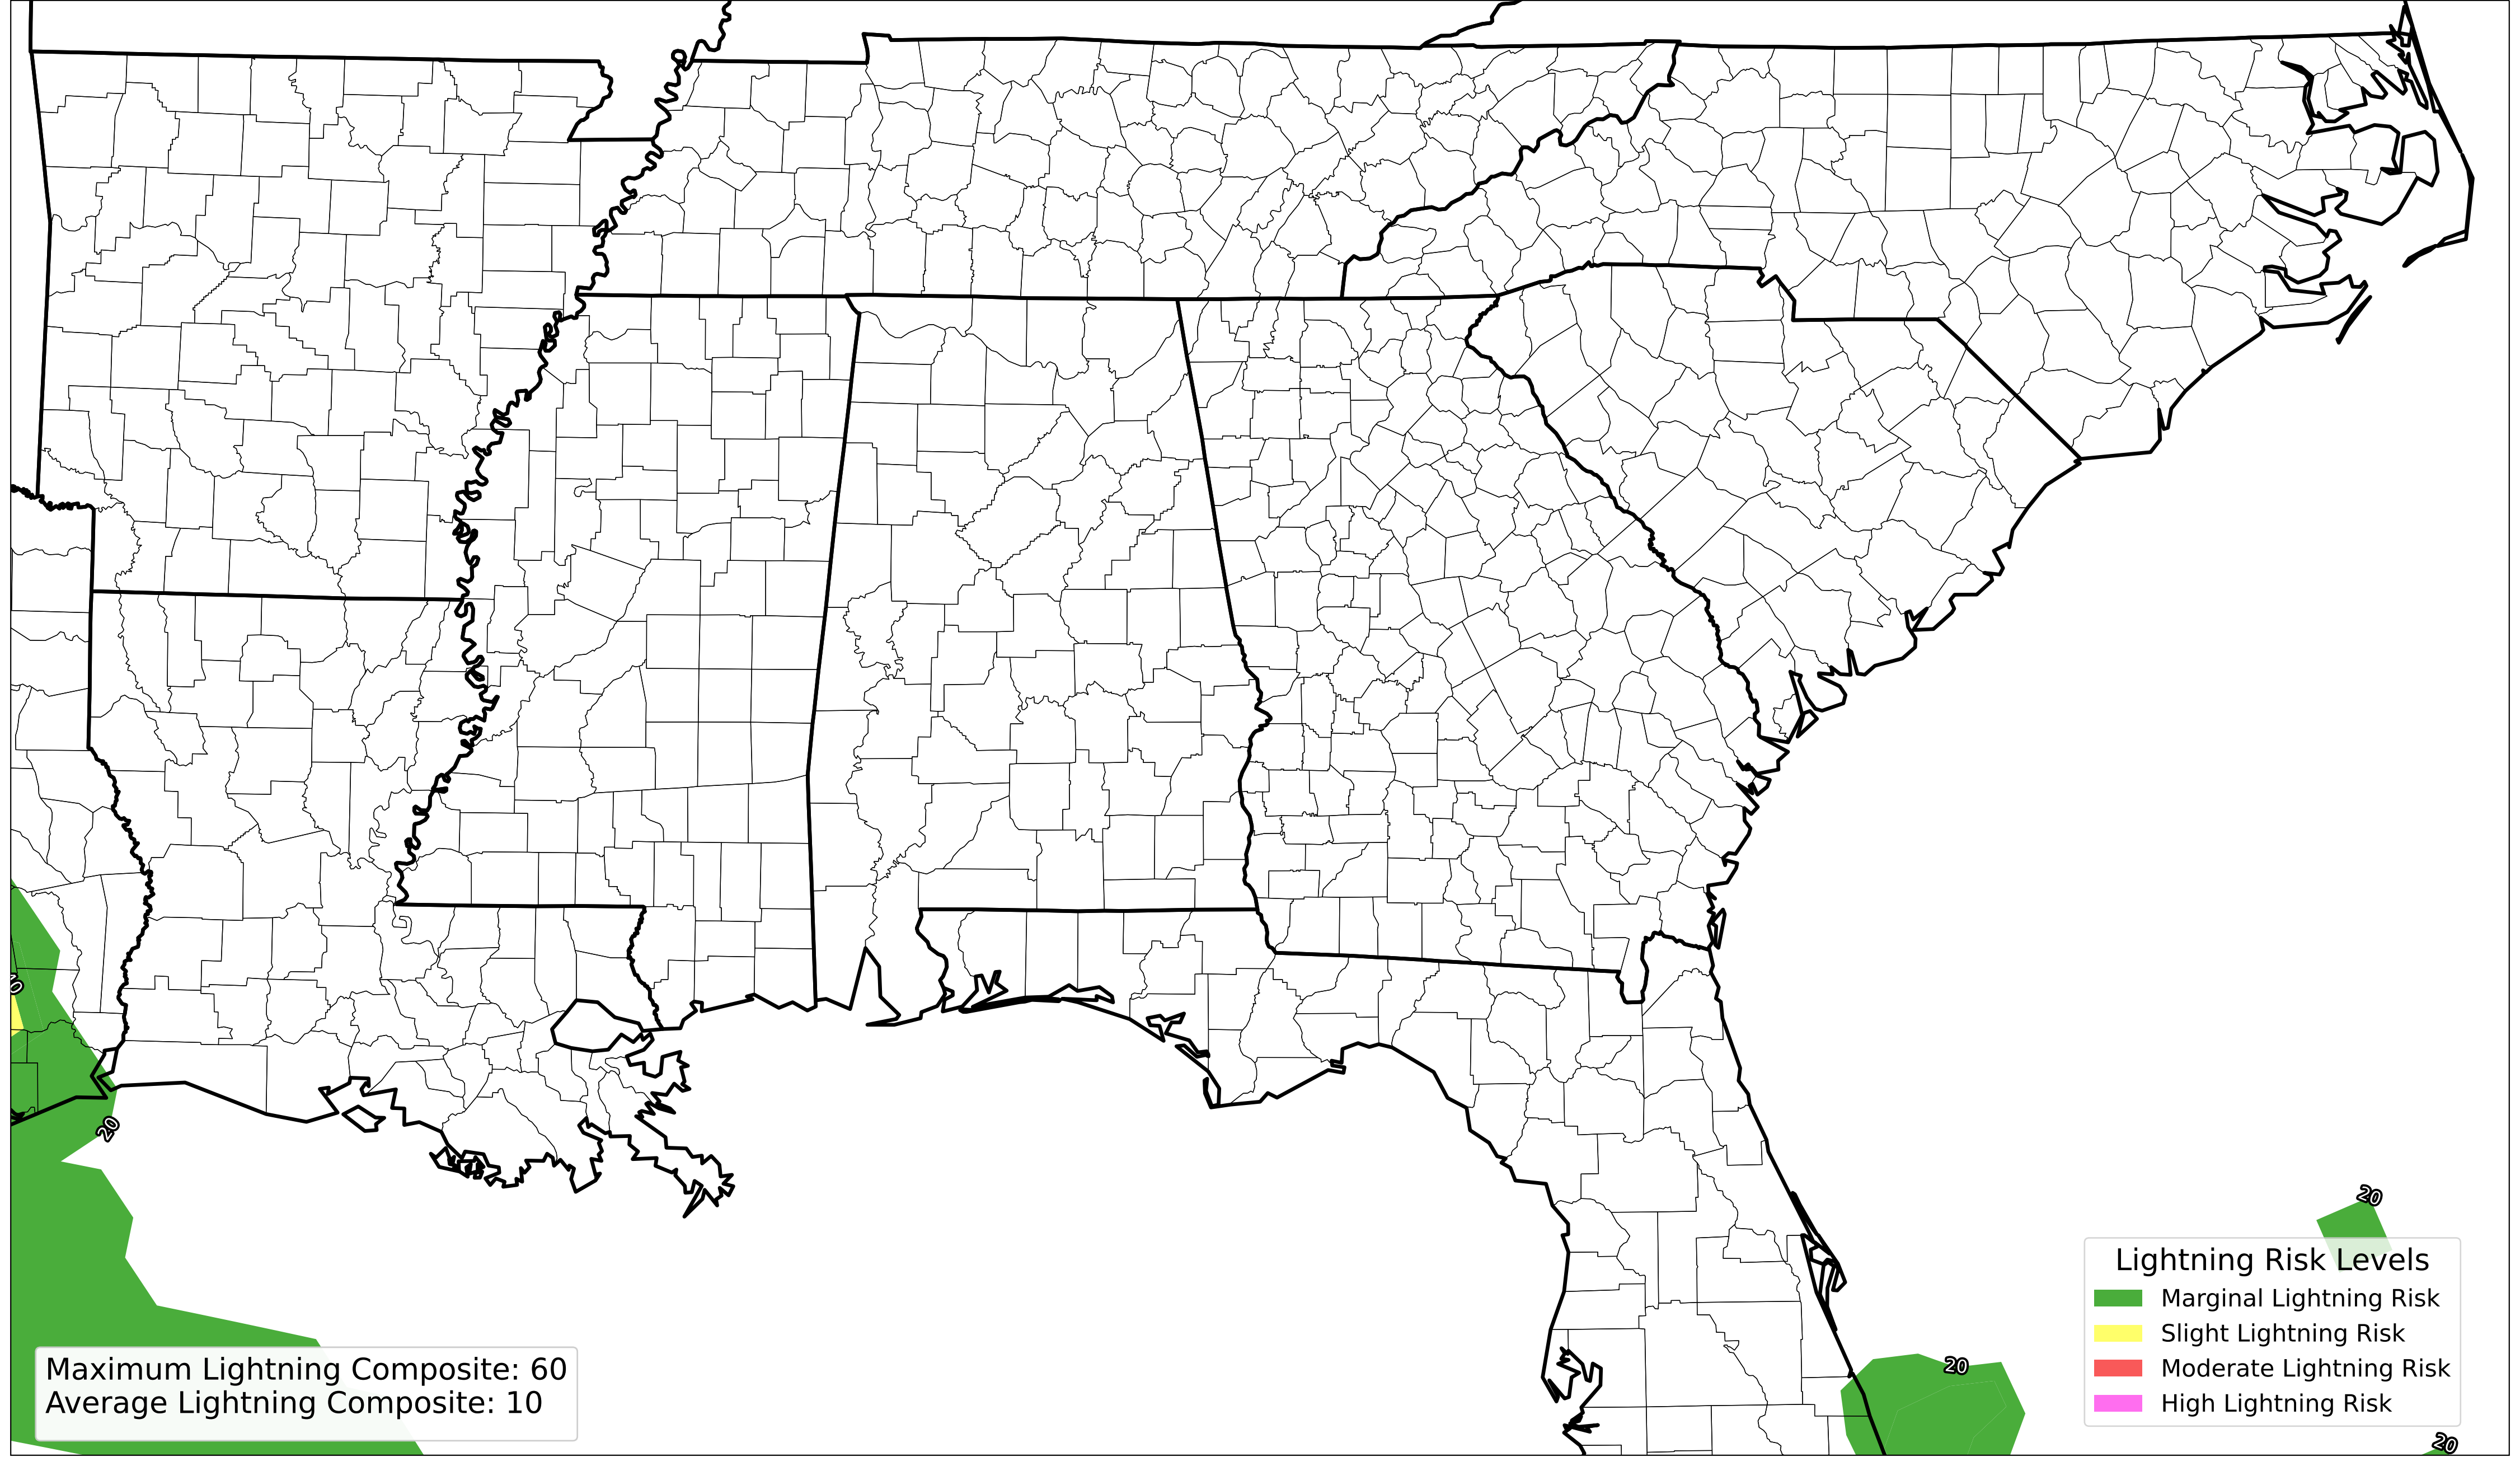 20
20
Lightning Risk Levels
Marginal Lightning Risk
Slight Lightning Risk
Moderate Lightning Risk
High Lightning Risk
Maximum Lightning Composite: 60
Average Lightning Composite: 10
20
20